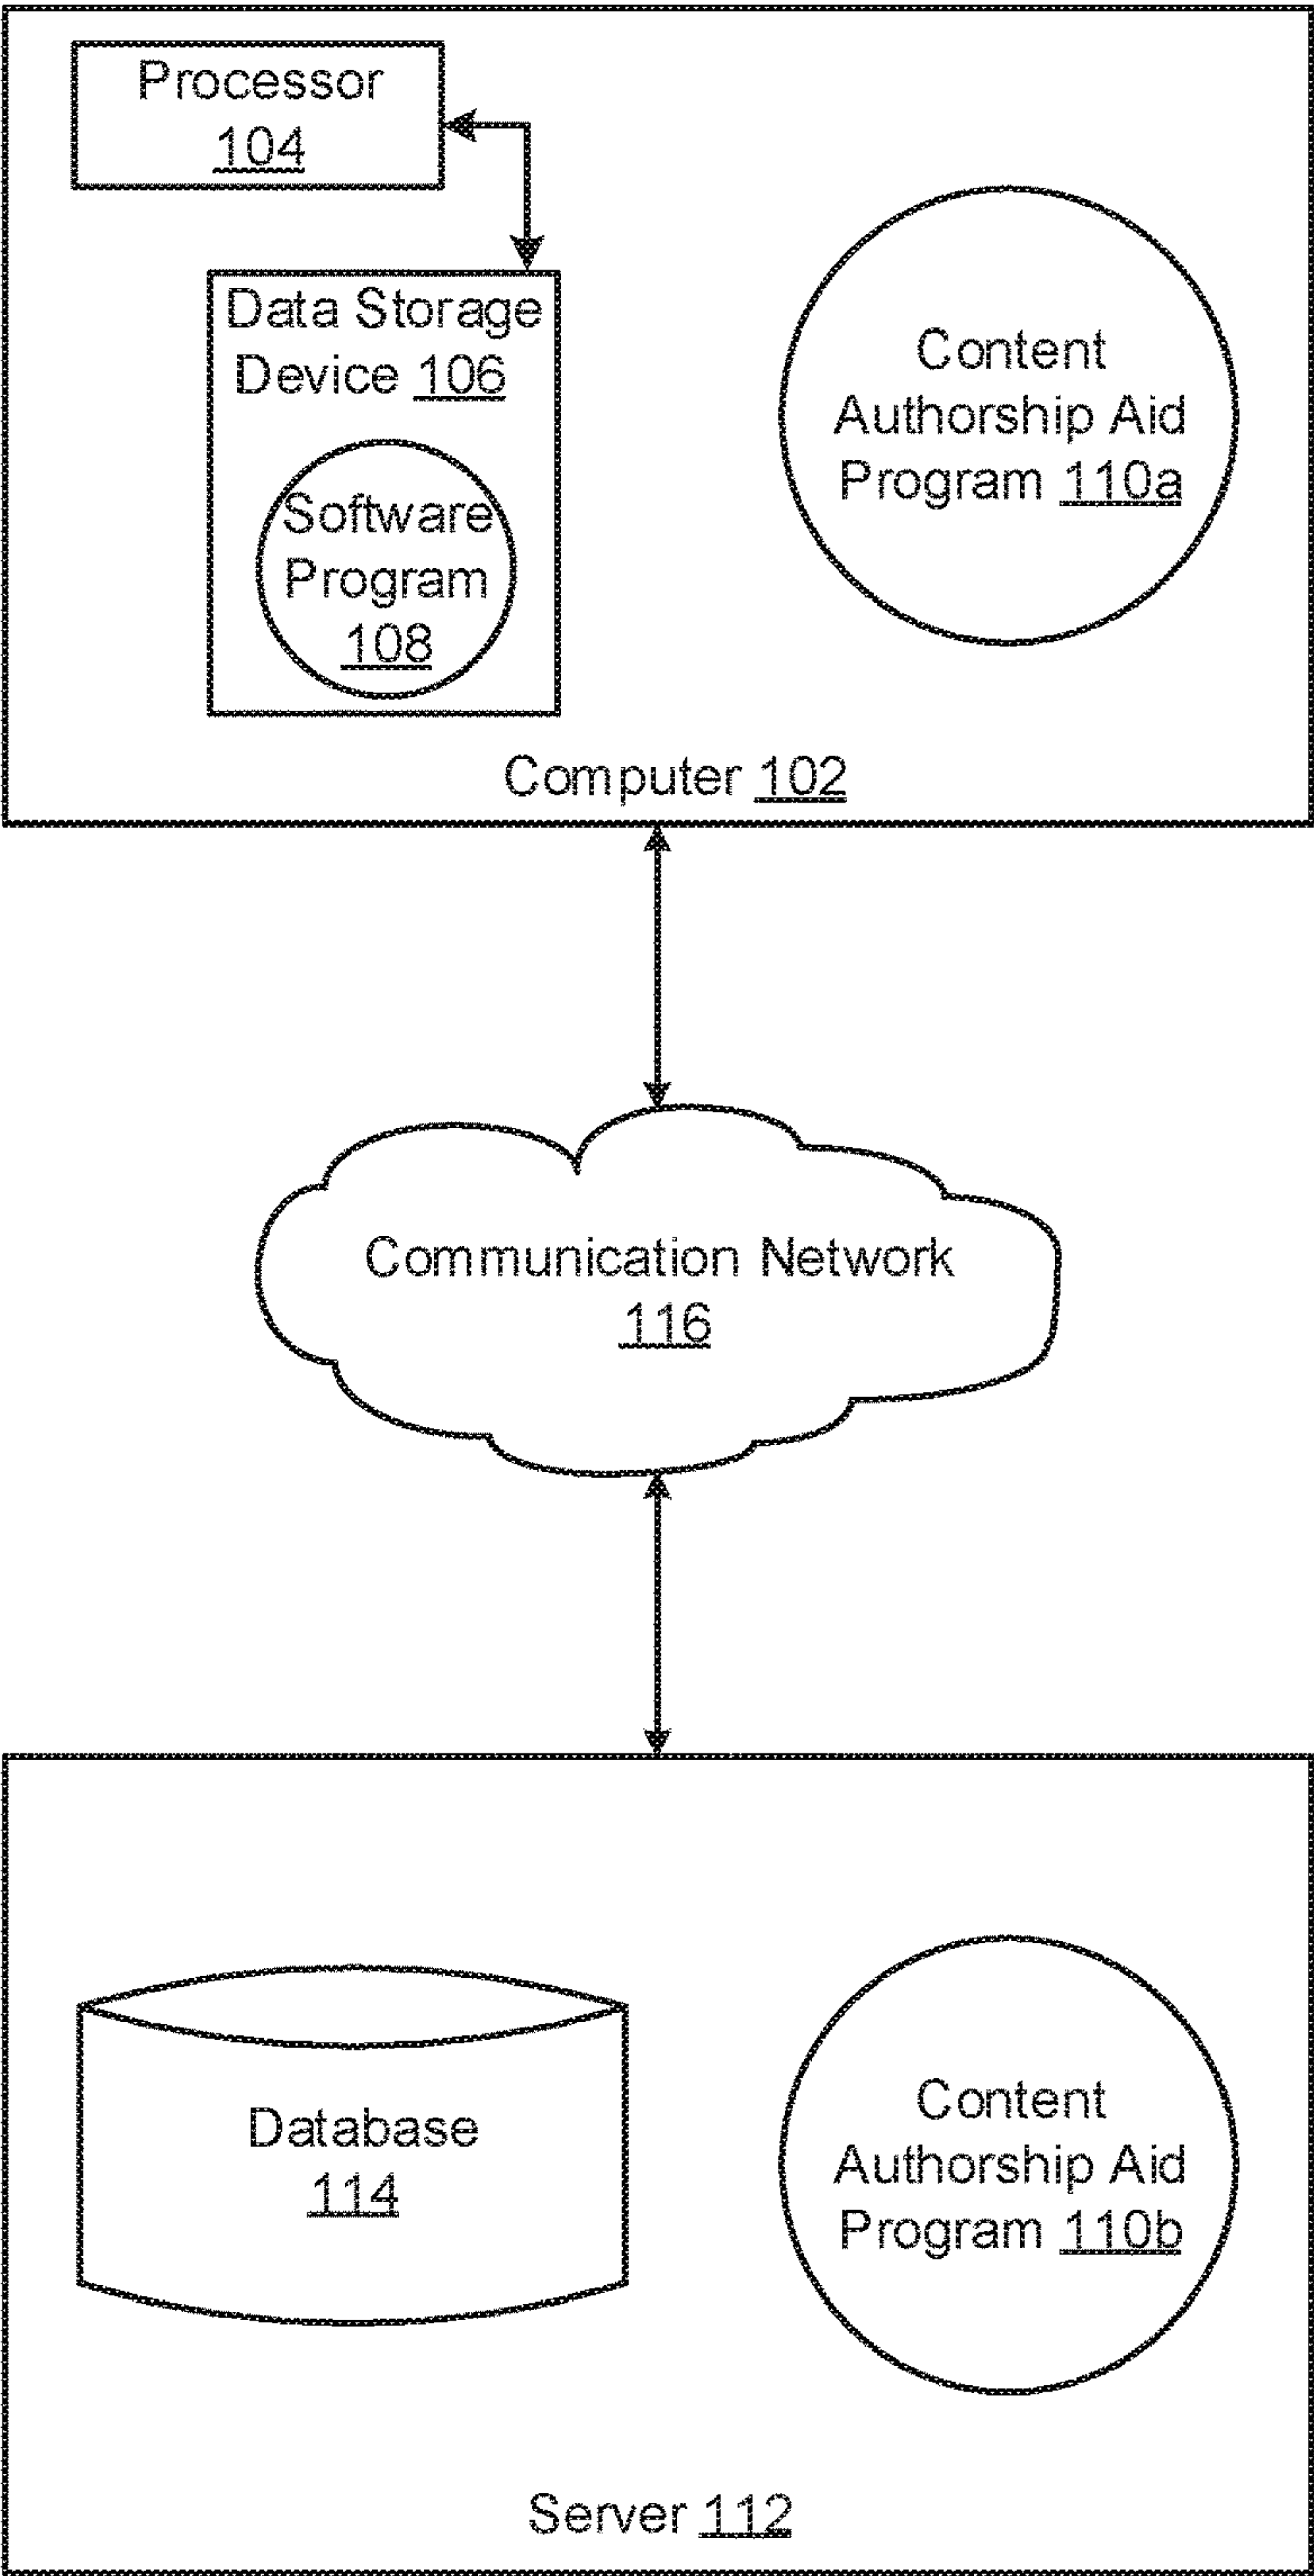 Processor
104
Data Storage
Device 106
Software
Program
108
Content
Authorship Aid
Program 110a
Computer 102
Communication Network
116
Database
114
Content
Authorship Aid
Program 110b
Server 112